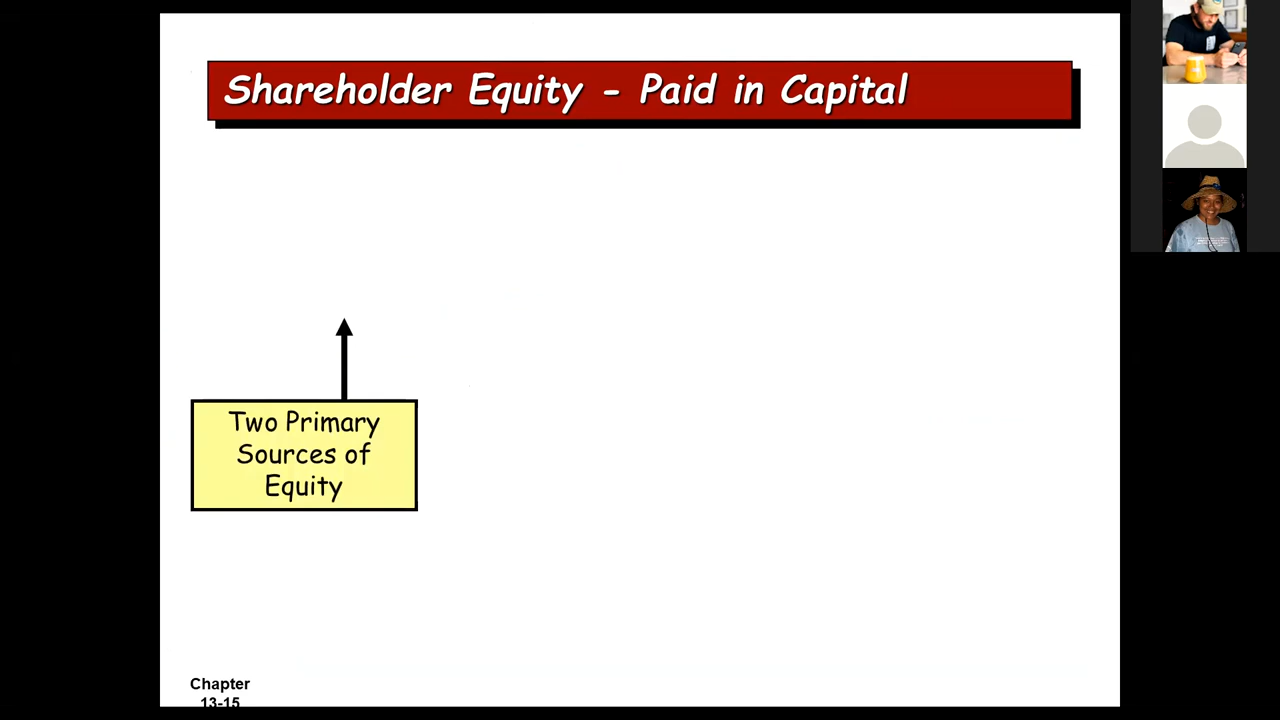 Shareholder Equity - Paid in Capital
Two Primary
Sources of
Equity
Chapter
13-15